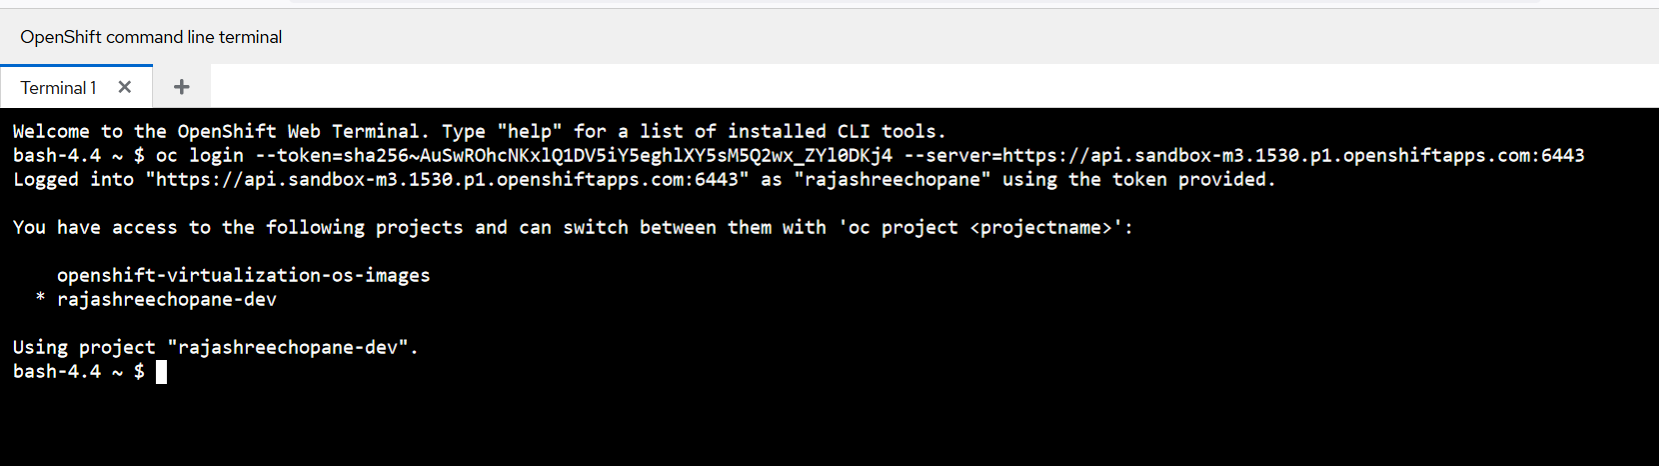 OpenShift command line terminal
Terminal 1
Welcome to the OpenShift Web Terminal. Type "help" for a list of installed CLI tools.
bash-4.4 ~ $ oc login --token=sha256~AuSwROhcNKxlQ1DV5iY5eghlXY5sM5Q2wx_ZYl0DKj4 --server=https://api.sandbox-m3.1530.p1.openshiftapps.com:6443
Logged into "https://api.sandbox-m3.1530.p1.openshiftapps.com:6443" as "rajashreechopane" using the token provided.
You have access to the following projects and can switch between them with 'oc project <projectname>':
openshift-virtualization-os-images
* rajashreechopane-dev
Using project "rajashreechopane-dev".
bash-4.4 ~ $